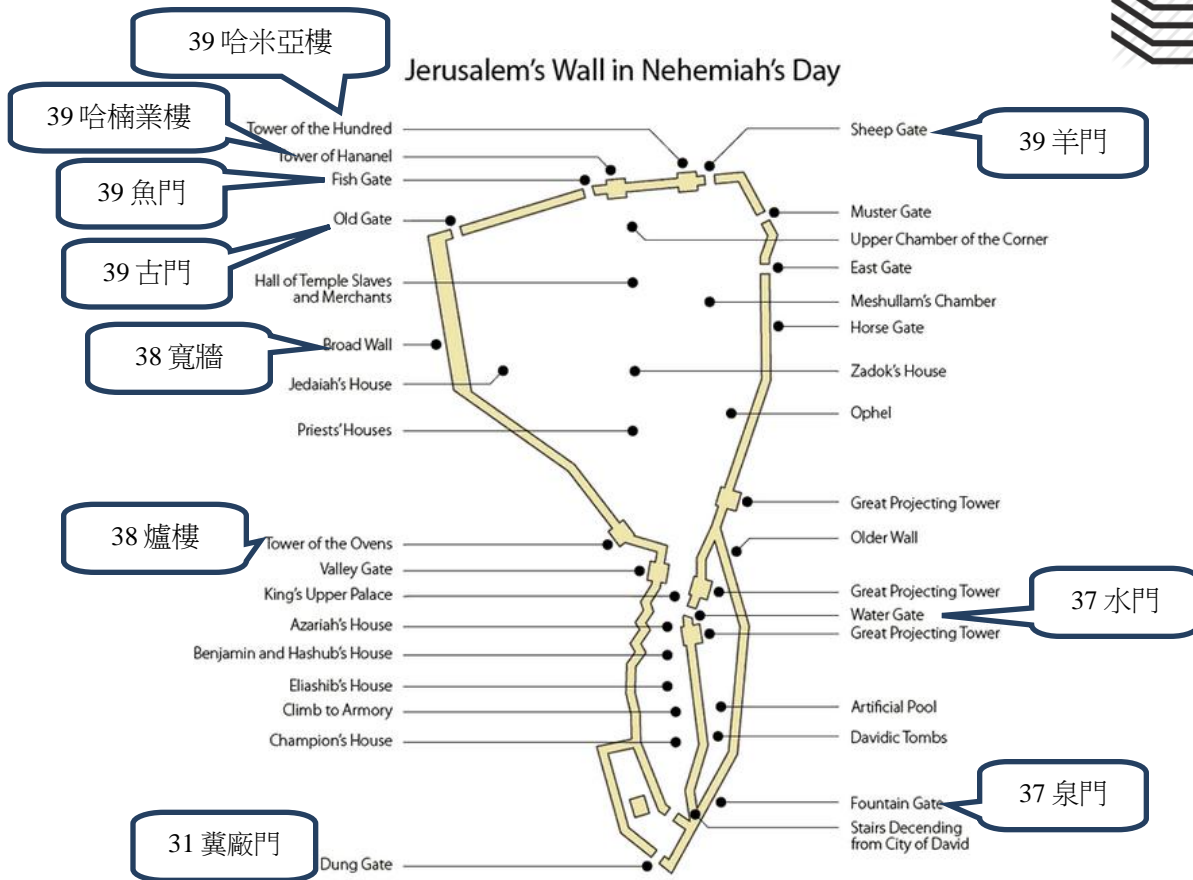 39 哈米亞樓
Jerusalem's Wall in Nehemiah's Day
39 哈楠業樓
Tower of the Hundred
Sheep Gate
39 羊門
Tower of Hananel
39 魚門
Fish Gate
Old Gate
Muster Gate
Upper Chamber of the Corner
39 古門
East Gate
Hall of Temple Slaves
and Merchants
Meshullam's Chamber
Horse Gate
38 寬牆
Broad Wall
Jedaiah's House
Zadok's House
Priests' Houses
Ophel
Great Projecting Tower
38 爐樓
Tower of the Ovens
Older Wall
Valley Gate
King's Upper Palace
Great Projecting Tower
37 水門
Water Gate
Azariah's House
Great Projecting Tower
Benjamin and Hashub's House
Eliashib's House
Climb to Armory
Artificial Pool
Champion's House
Davidic Tombs
37 泉門
Fountain Gate
Stairs Decending
from City of David
31 糞廠門
Dung Gate